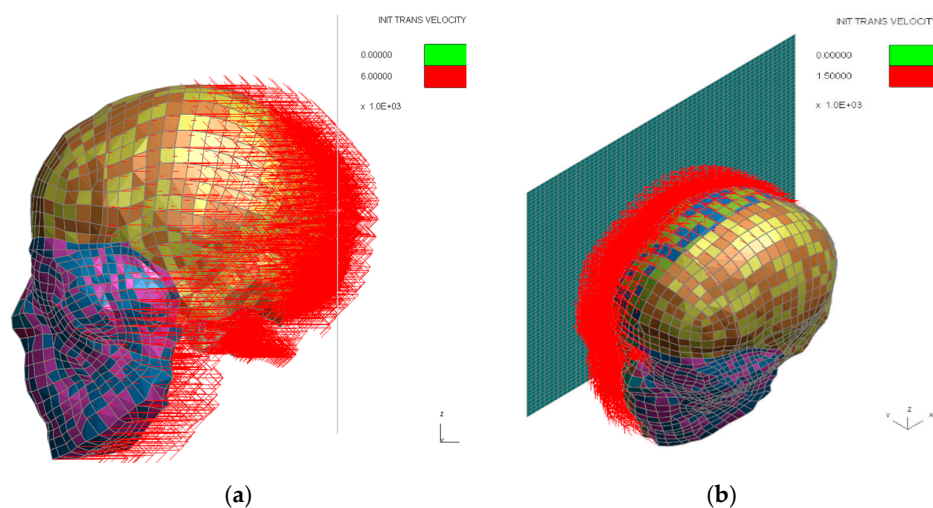 INIT TRANS VELOCITY
0.00000
6.00000
x 1.0E+03
z
(a)
INIT TRANS VELOCIT
0.00000
1.50000
x 1.0E+03
Y Z X
(b)